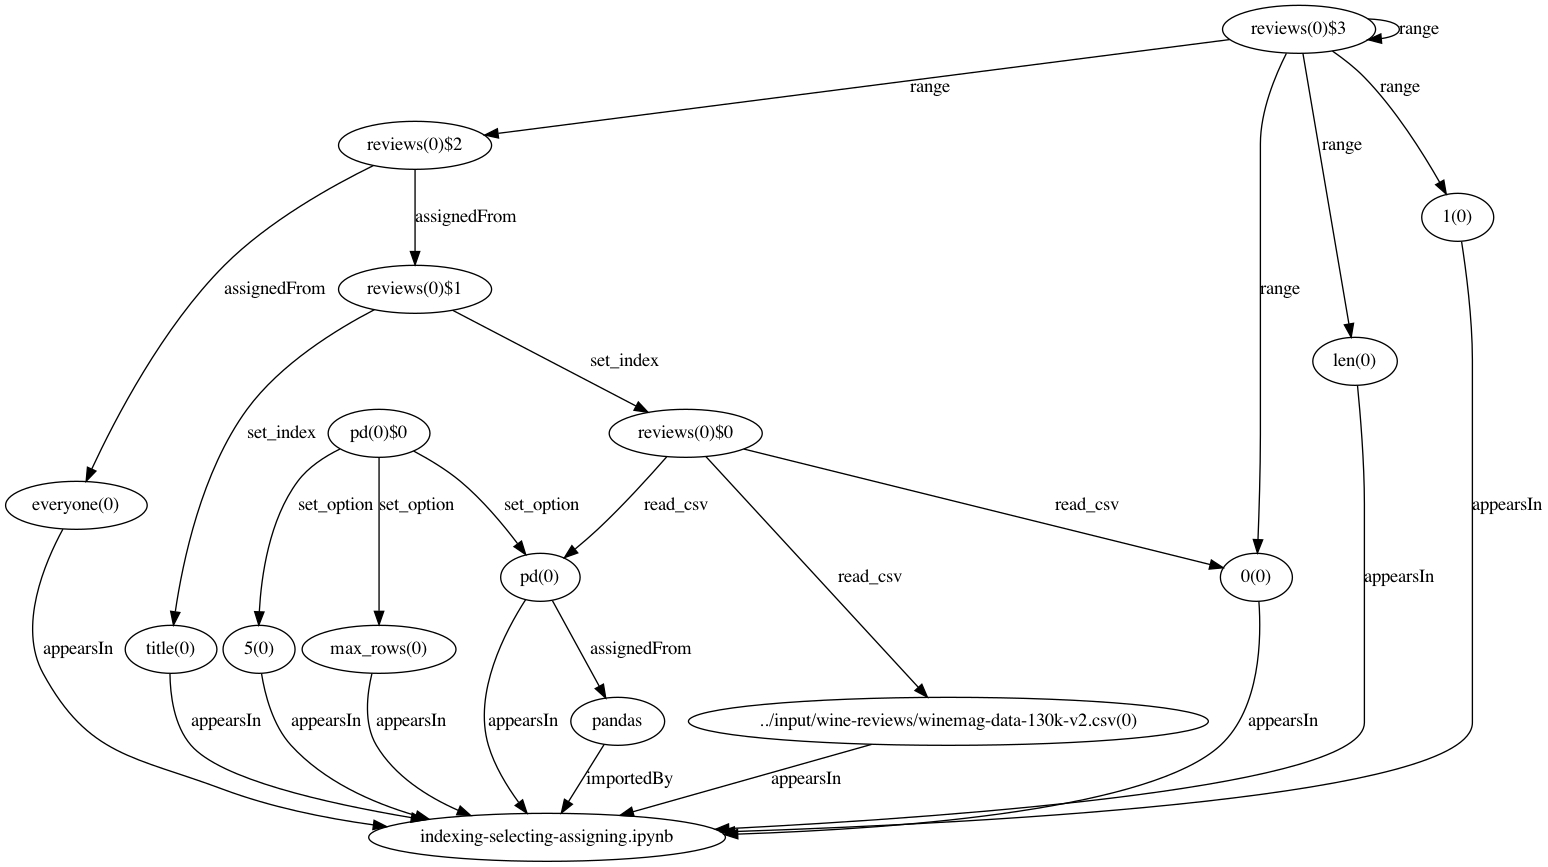 reviews(0)$3
range
range
range
reviews(0)$2
range
assignedFrom
1(0)
reviews(0)$1
assignedFrom
range
set_index
len(0)
set_index
pd(0)$0
reviews(0)$0
everyone(0)
set_option
set_option
set_option
read_csv
read_csv
appearsIn
pd(0)
read_csv
0(0)
appearsIn
appearsIn
title(0)
5(0)
max_rows(0)
assignedFrom
appearsIn
appearsIn
appearsIn
appearsIn
pandas
../input/wine-reviews/winemag-data-130k-v2.csv(0)
appearsIn
importedBy
appearsIn
indexing-selecting-assigning.ipynb